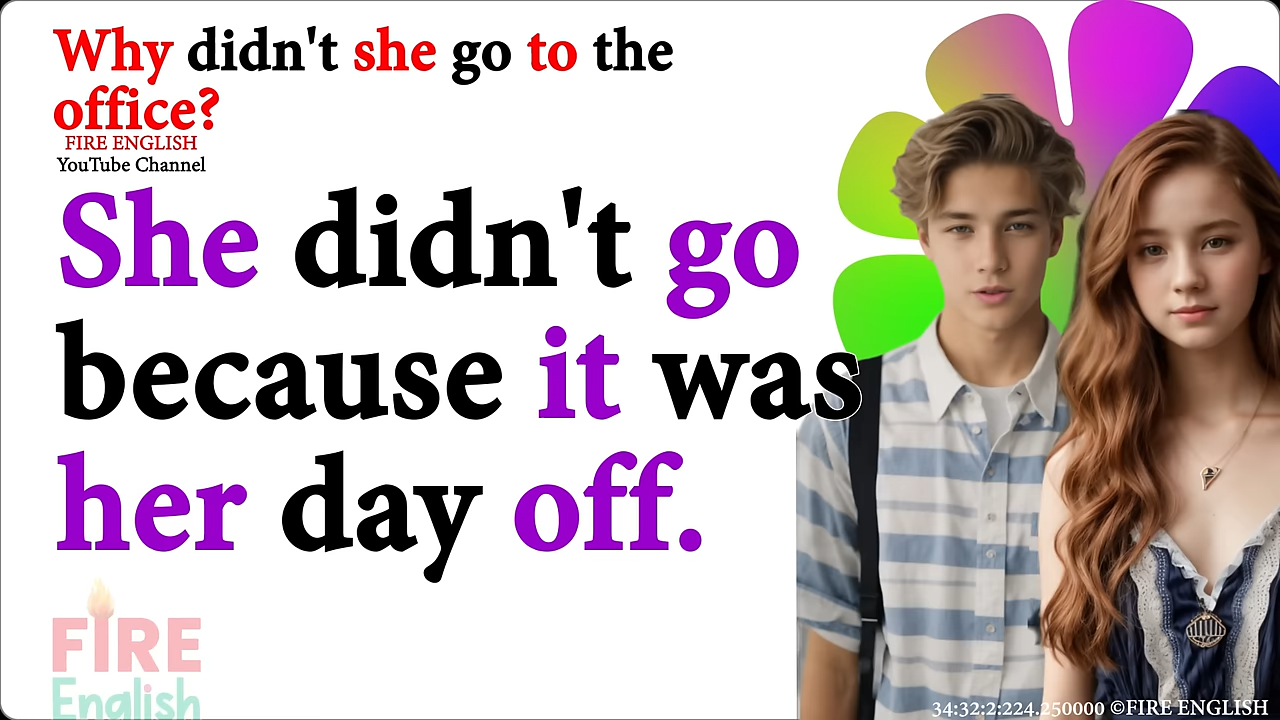 Why didn't she go to the
office?
FIRE ENGLISH
YouTube Channel
She didn't go
because it was
her day off.
FIRE
English
34:32:2:224.250000 ©FIRE ENGLISH